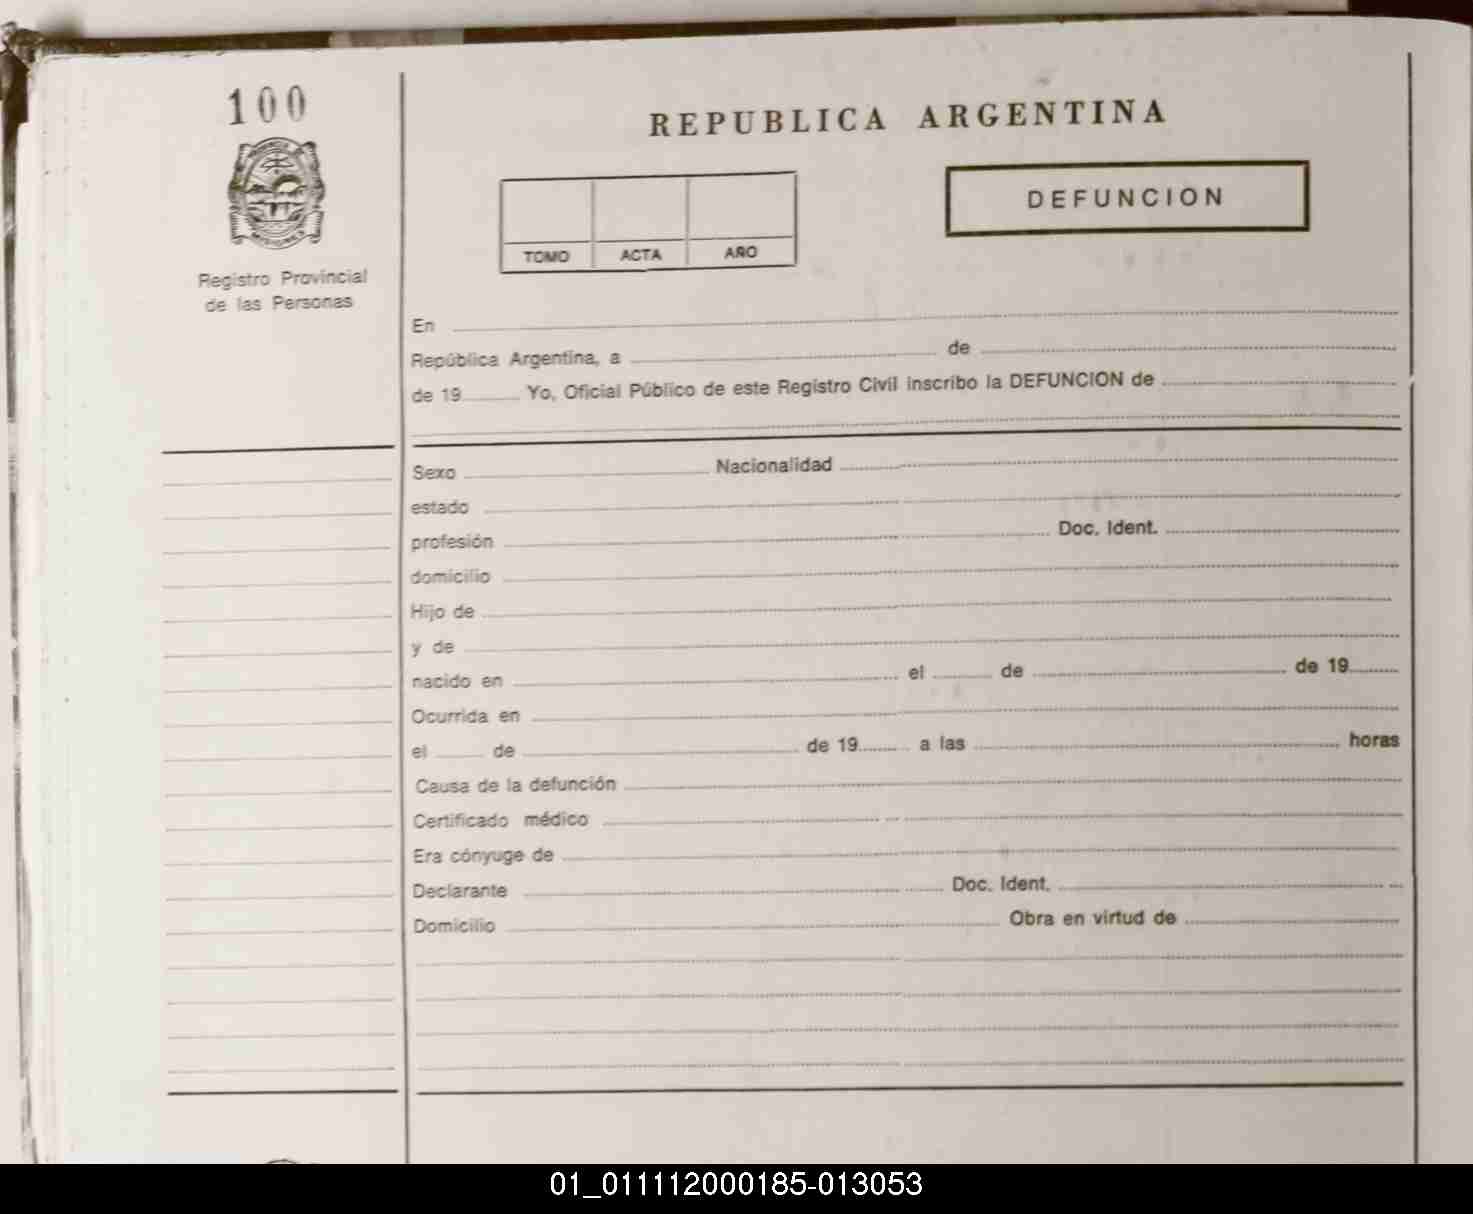 100
PROVINCIA
MISIONES
Registro Provincial
de las Personas
REPUBLICA ARGENTINA
TOMO ACTA AÑO
DEFUNCION
En
República Argentina, a de
de 19 Yo, Oficial Público de este Registro Civil inscribo la DEFUNCION de
Sexo Nacionalidad
estado
profesión Doc. Ident.
domicilio
Hijo de
y de
nacido en el de de 19
Ocurrida en
el de de 19 a las horas
Causa de la defunción
Certificado médico
Era cónyuge de
Declarante Doc. Ident.
Domicilio Obra en virtud de
01_011112000185-013053